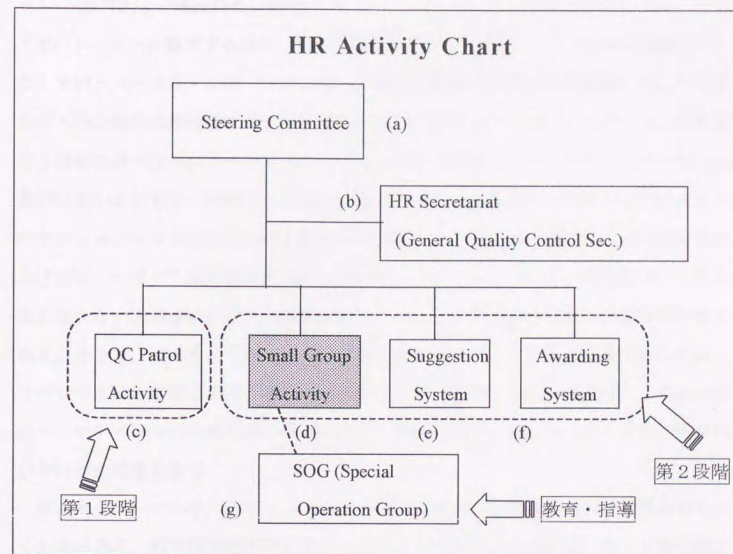 HR Activity Chart
Steering Committee
(a)
(b)
HR Secretariat
(General Quality Control Sec.)
QC Patrol
Activity
Small Group
Activity
Suggestion
System
Awarding
System
(c)
(d)
(e)
(f)
第1段階
第2段階
(g)
SOG (Special
Operation Group)
教育・指導